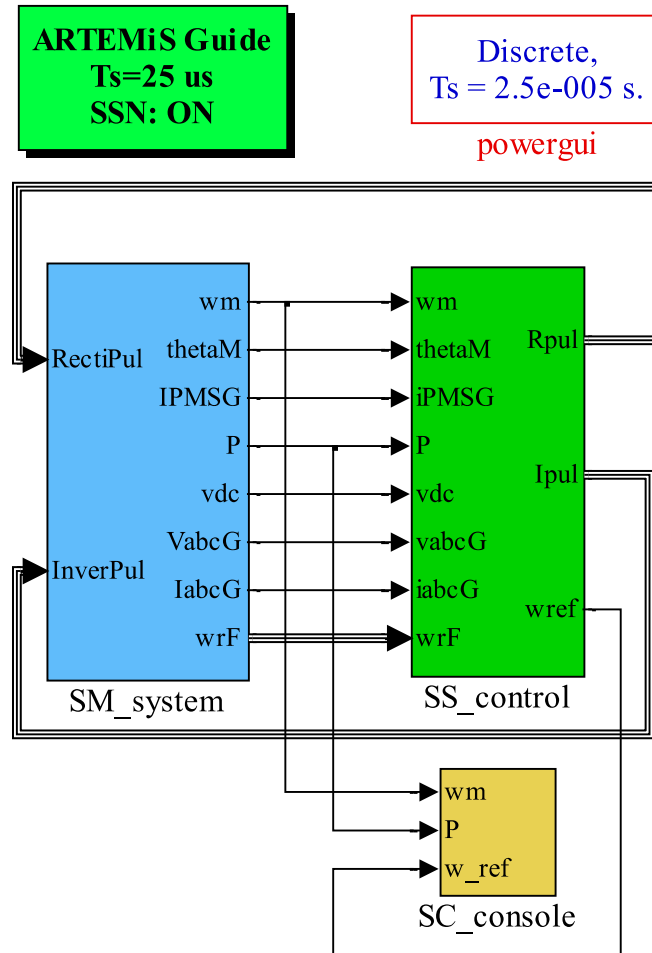 ARTEMiS Guide
Ts=25 us
SSN: ON
Discrete,
Ts = 2.5e-005 s.
powergui
RectiPul
InverPul
wm
thetaM
IPMSG
P
vdc
VabcG
IabcG
wrF
SM_system
wm
thetaM
iPMSG
P
vdc
vabcG
iabcG
wrF
Rpul
Ipul
wref
SS_control
wm
P
w_ref
SC_console